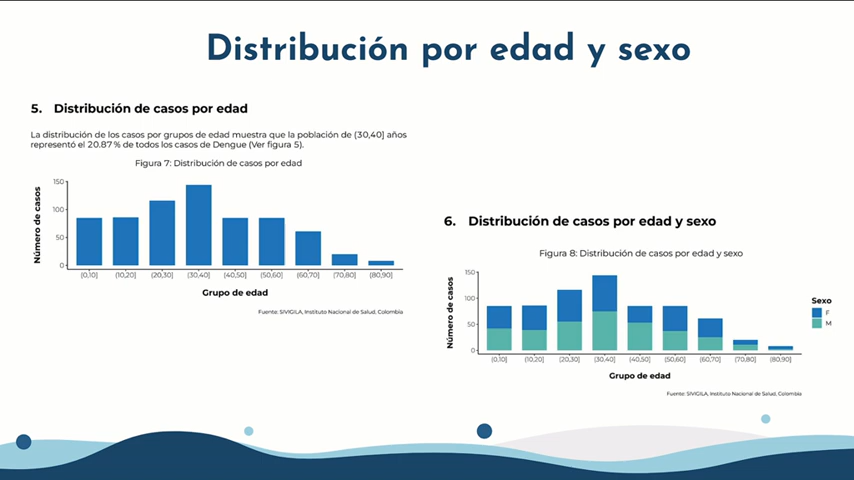 Distribución por edad y sexo
5. Distribución de casos por edad
La distribución de los casos por grupos de edad muestra que la población de (30,40] años
representó el 20.87 % de todos los casos de Dengue (Ver figura 5).
Figura 7: Distribución de casos por edad
Número de casos
150
100
50
0
[0,10] (10,20] (20,30] (30,40] (40,50] (50,60] (60,70] (70,80] (80,90]
Grupo de edad
Fuente: SIVIGILA, Instituto Nacional de Salud, Colombia
6. Distribución de casos por edad y sexo
Figura 8: Distribución de casos por edad y sexo
Número de casos
150
100
50
0
[0,10] (10,20] (20,30] (30,40] (40,50] (50,60] (60,70] (70,80] (80,90]
Grupo de edad
Sexo
F
M
Fuente: SIVIGILA, Instituto Nacional de Salud, Colombia